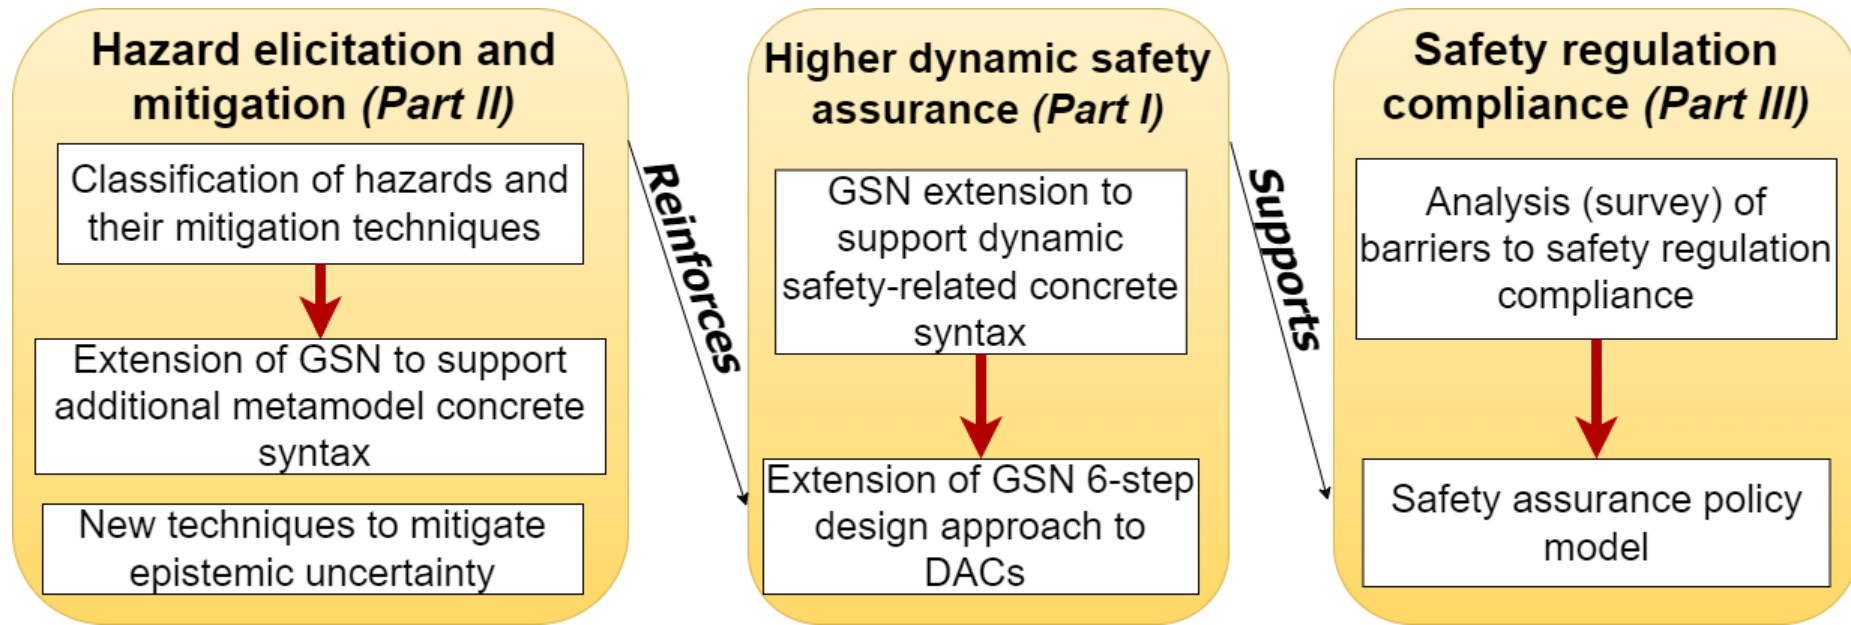 Hazard elicitation and
mitigation (Part II)
Classification of hazards and
their mitigation techniques
Extension of GSN to support
additional metamodel concrete
syntax
New techniques to mitigate
epistemic uncertainty
Reinforces
Higher dynamic safety
assurance (Part I)
GSN extension to
support dynamic
safety-related concrete
syntax
Extension of GSN 6-step
design approach to
DACs
Supports
Safety regulation
compliance (Part III)
Analysis (survey) of
barriers to safety regulation
compliance
Safety assurance policy
model